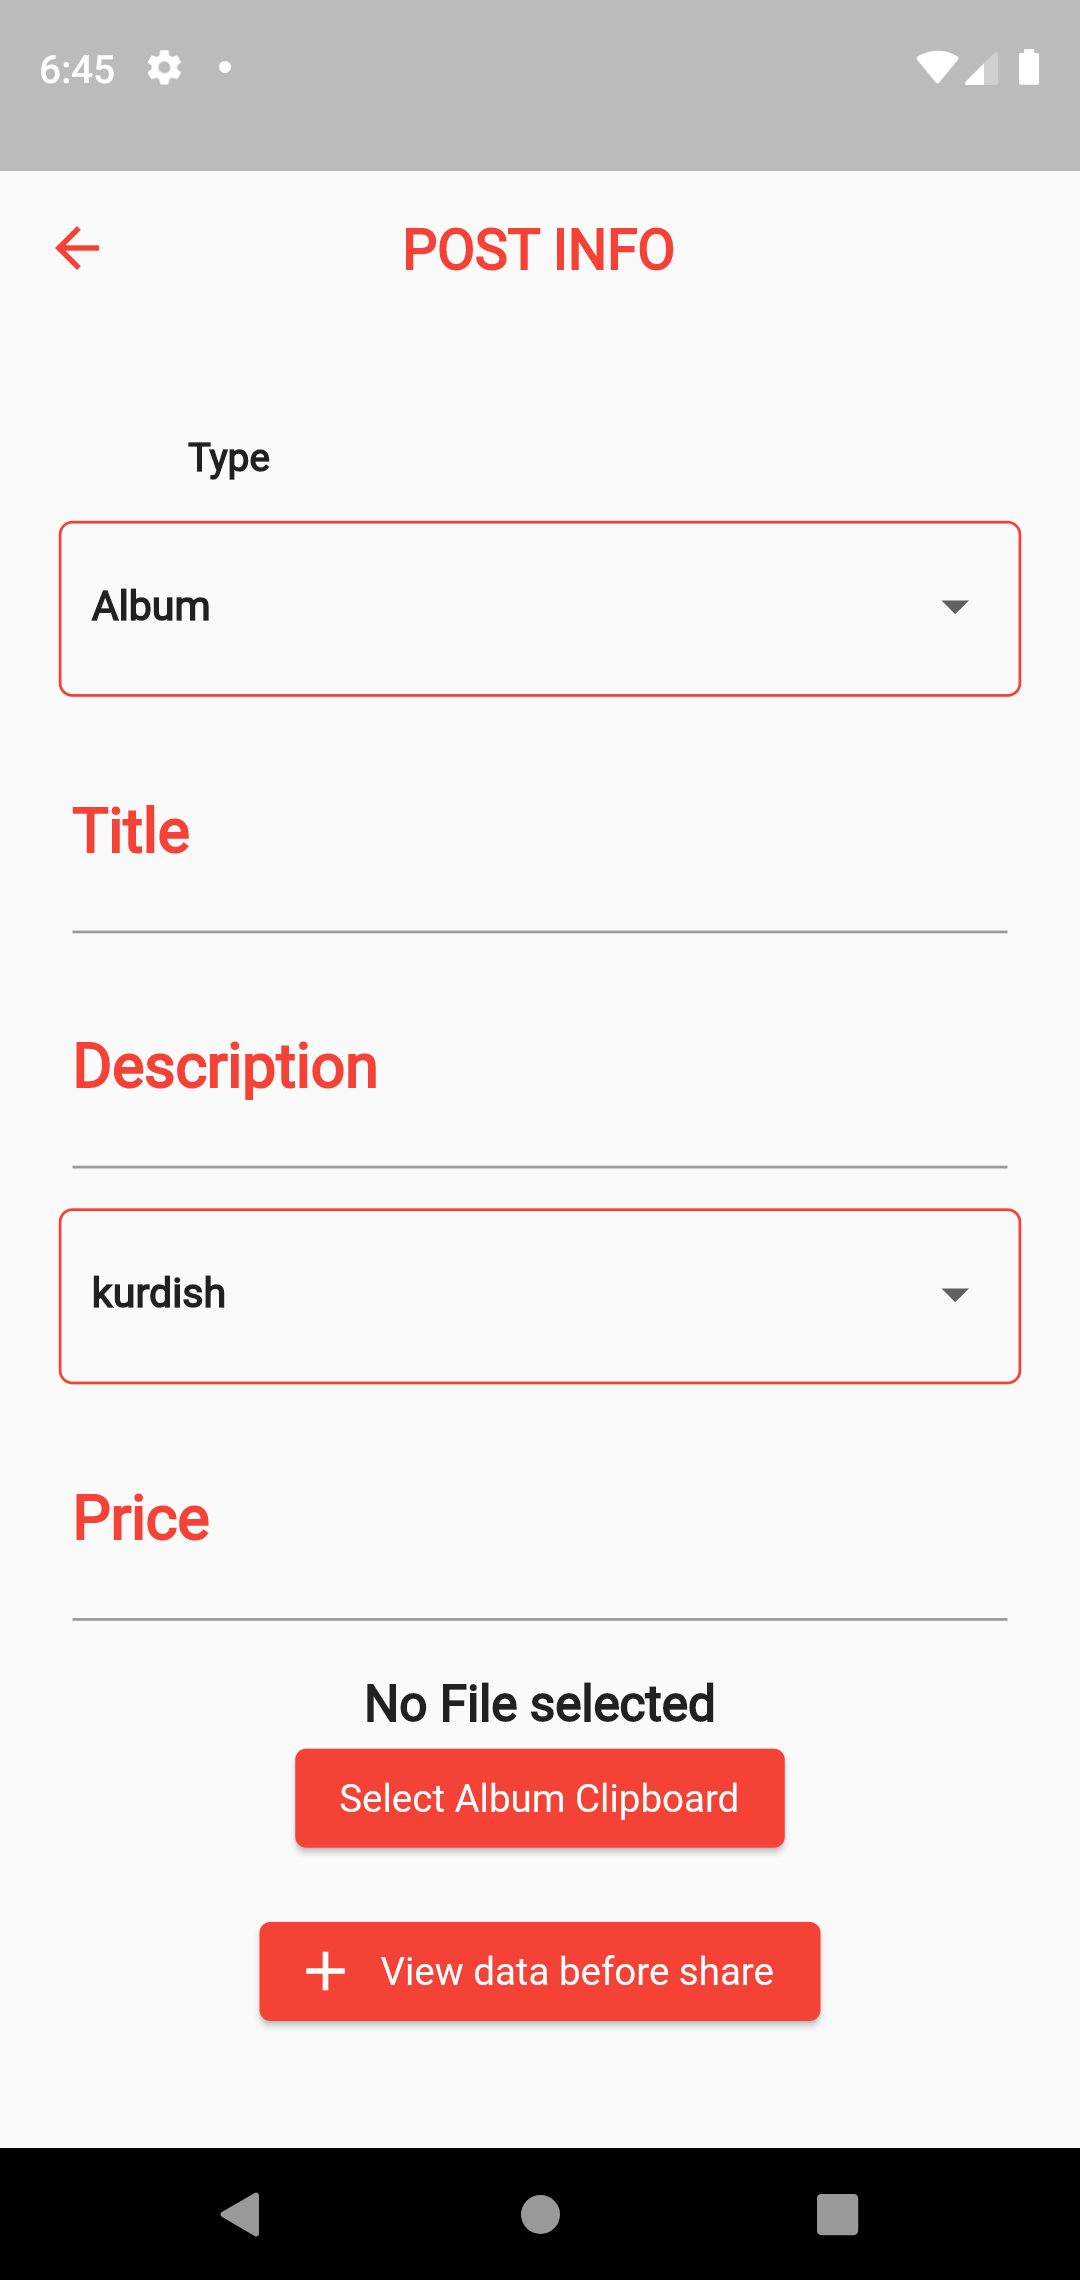 6:45
POST INFO
Type
Album
Title
Description
kurdish
Price
No File selected
Select Album Clipboard
View data before share